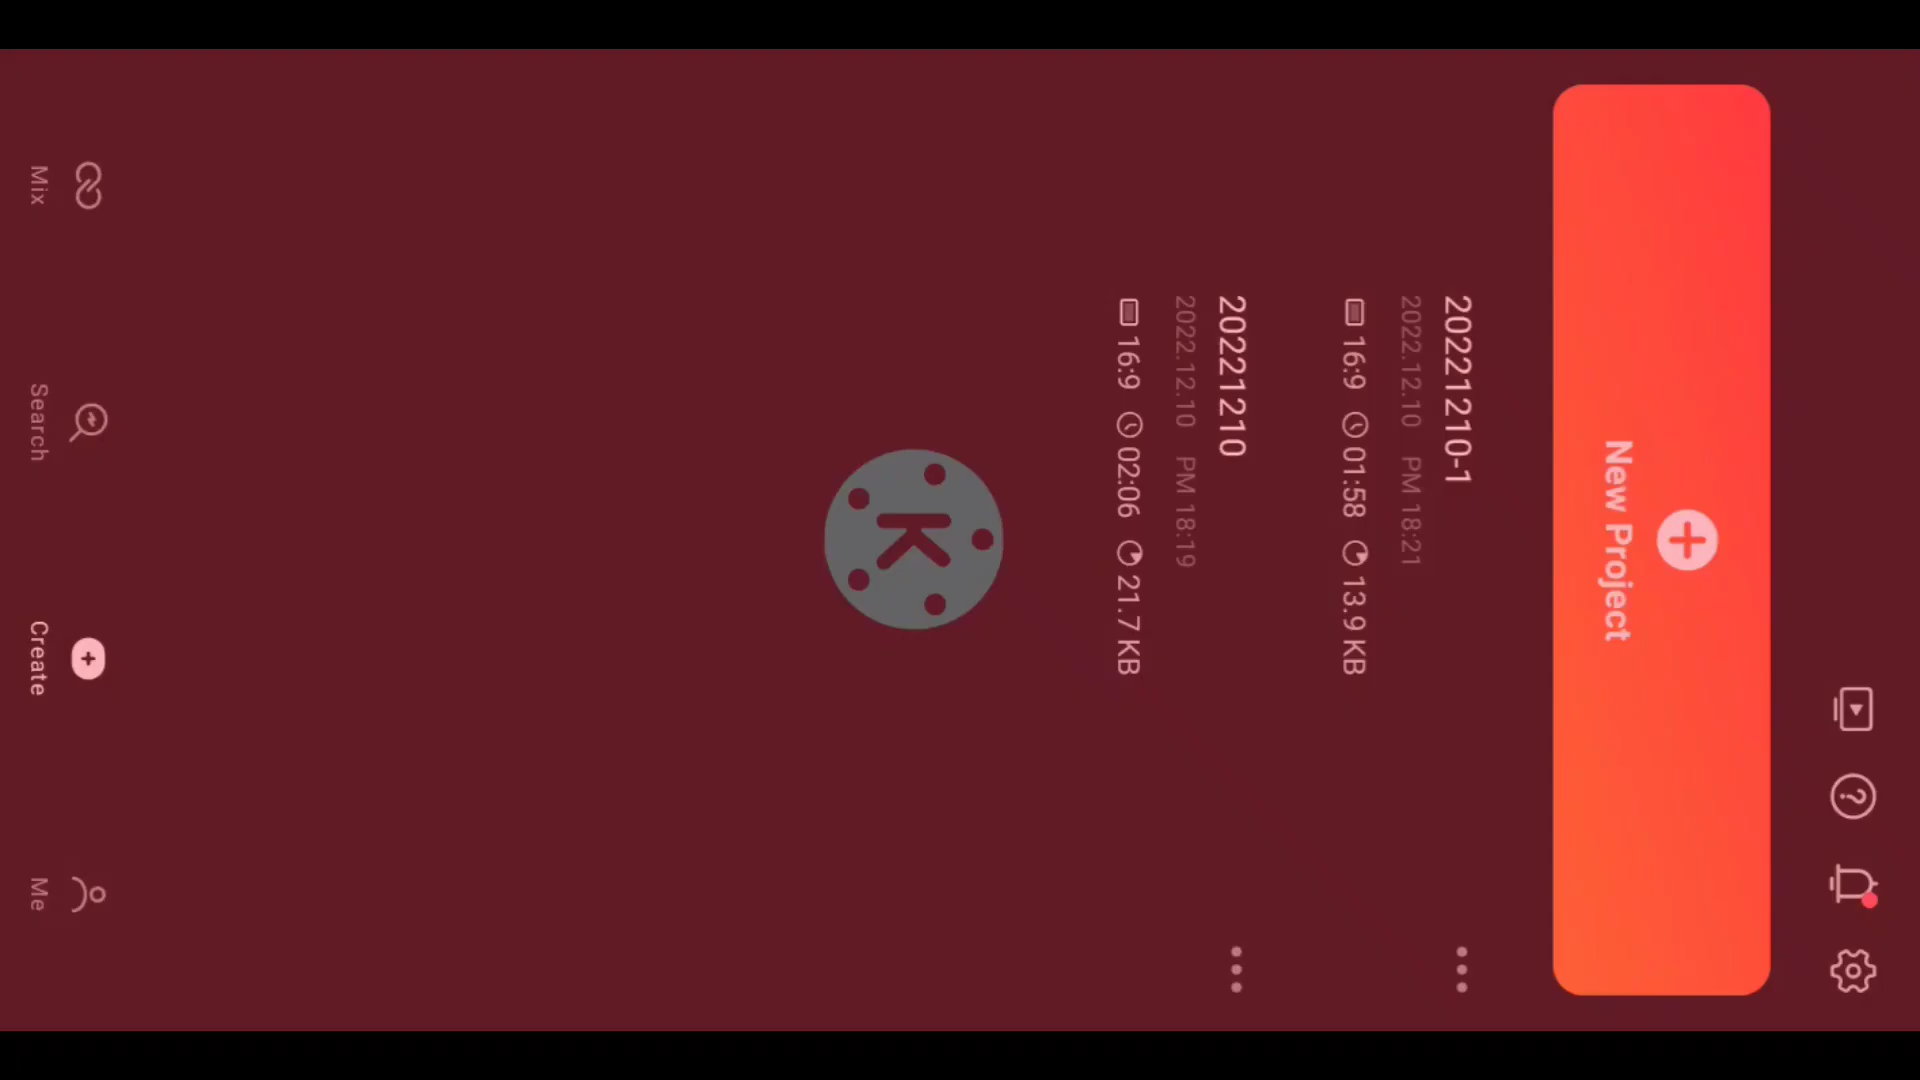 New Project
20221210-1
2022.12.10 PM 18:21
16:9 01:58 13.9 KB
20221210
2022.12.10 PM 18:19
16:9 02:06 21.7 KB
K
Mix
Search
Create
Me